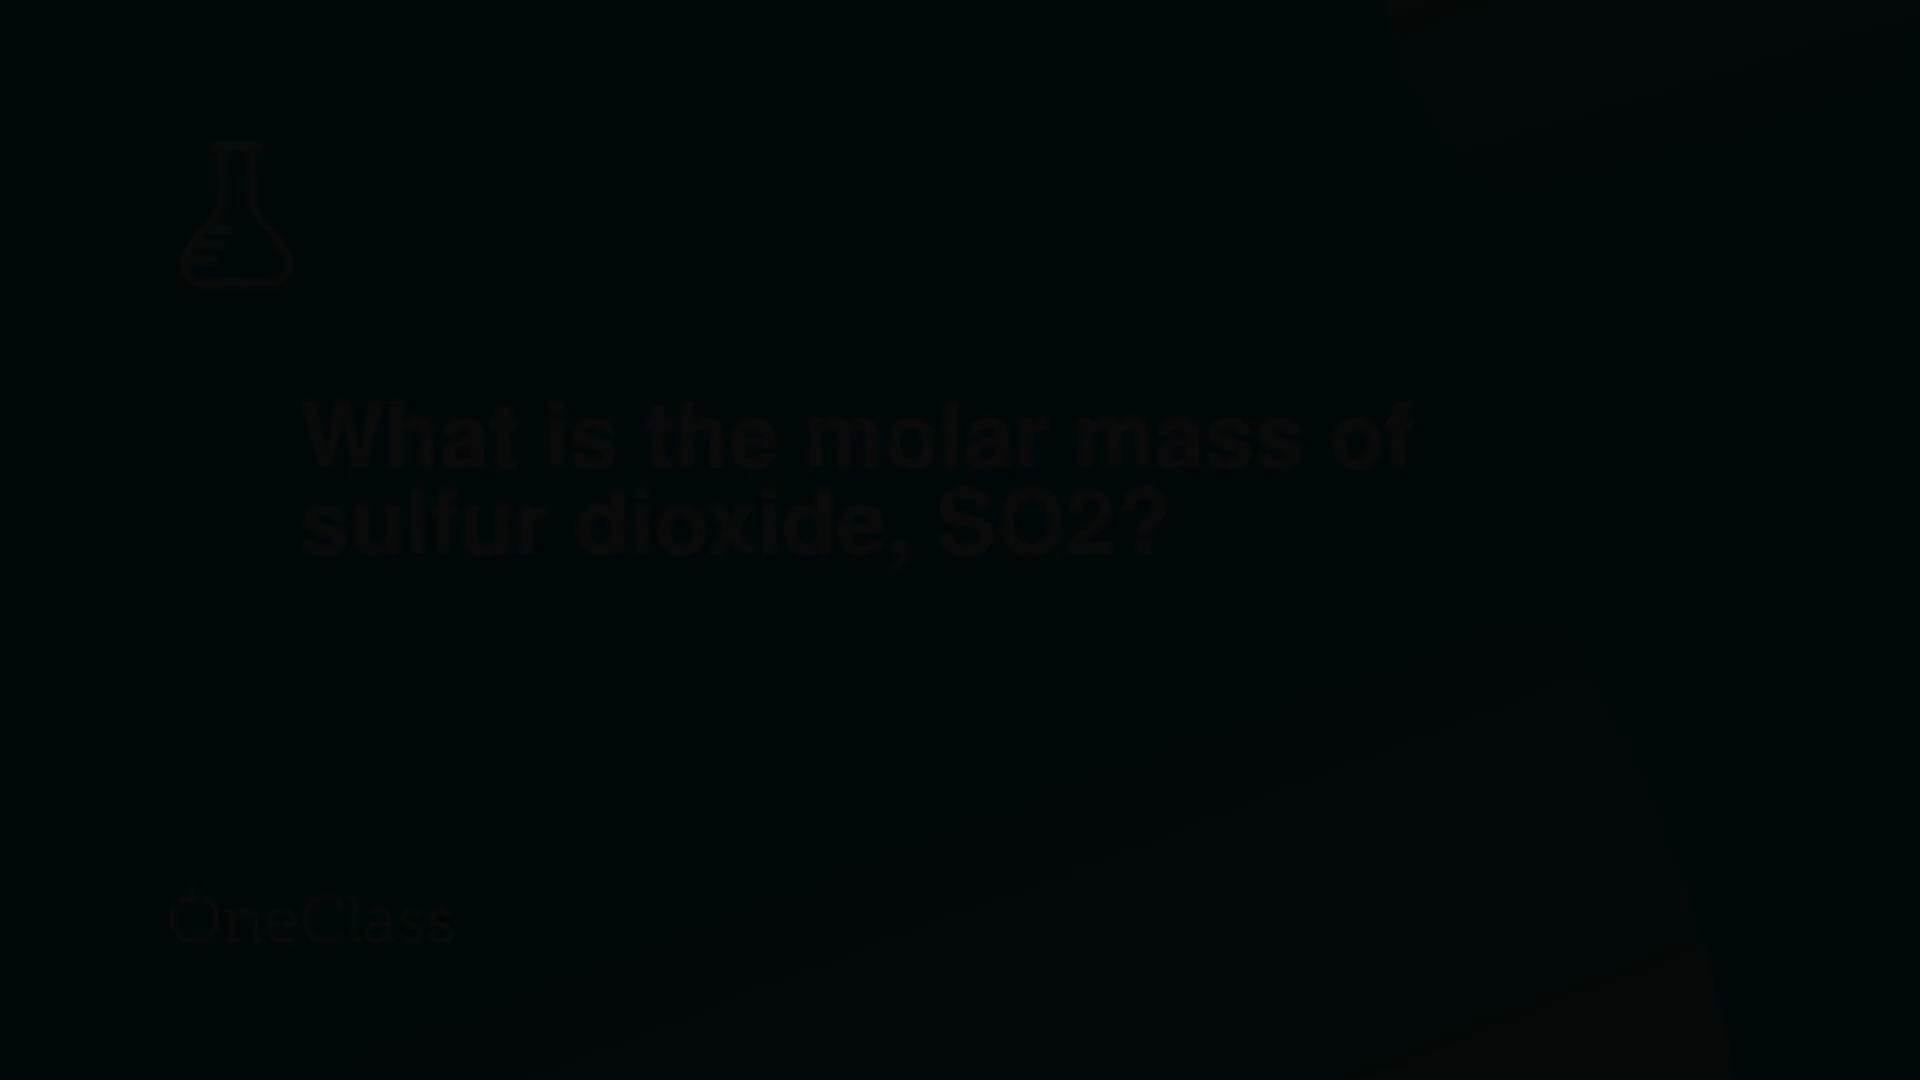 What is the molar mass of
sulfur dioxide, SO2?
OneClass